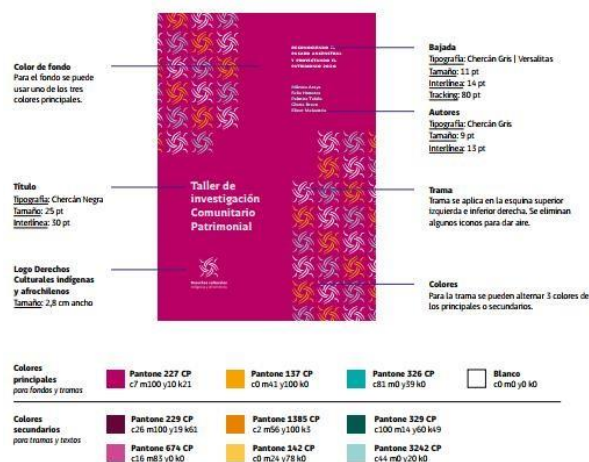 Color de fondo
Para el fondo se puede
usar uno de los tres
colores principales.
Título
Tipografía: Chercán Negra
Tamaño: 25 pt
Interlínea: 30 pt
Logo Derechos
Culturales indígenas
y afrochilenos
Tamaño: 2,8 cm ancho
Taller de
investigación
Comunitario
Patrimonial
Bajada
Tipografía: Chercán Gris | Versalitas
Tamaño: 11 pt
Interlínea: 14 pt
Tracking: 80 pt
Autores
Tipografía: Chercán Gris
Tamaño: 9 pt
Interlínea: 13 pt
Trama
Trama se aplica en la esquina superior
izquierda e inferior derecha. Se eliminan
algunos iconos para dar aire.
Colores
Para la trama se pueden alternar 3 colores de
los principales o secundarios.
Colores
principales
para fondos y tramas
Pantone 227 CP
c7 m100 y10 k21
Pantone 137 CP
c0 m41 y100 k0
Pantone 326 CP
c81 m0 y39 k0
Blanco
c0 m0 y0 k0
Colores
secundarios
para tramas y textos
Pantone 229 CP
c26 m100 y19 k61
Pantone 1385 CP
c2 m56 y100 k3
Pantone 329 CP
c100 m14 y60 k49
Pantone 674 CP
c16 m83 y0 k0
Pantone 142 CP
c0 m24 y78 k0
Pantone 3242 CP
c44 m0 y20 k0